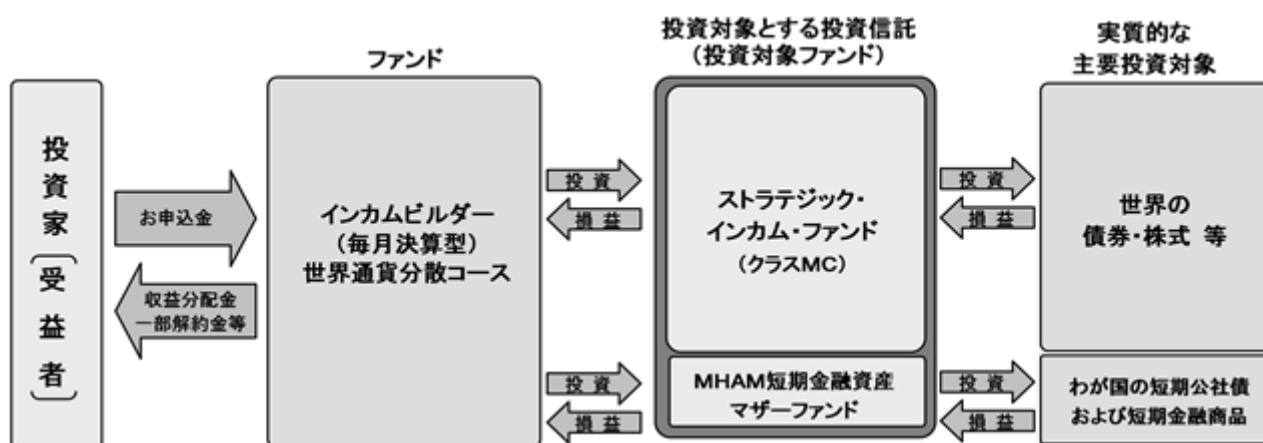 投資家〔受益者〕
お申込金
収益分配金
一部解約金等
ファンド
インカムビルダー
（毎月決算型）
世界通貨分散コース
投資
損益
投資
損益
投資対象とする投資信託
（投資対象ファンド）
ストラテジック・
インカム・ファンド
（クラスMC）
MHAM短期金融資産
マザーファンド
投資
損益
投資
損益
実質的な
主要投資対象
世界の
債券・株式 等
わが国の短期公社債
および短期金融商品